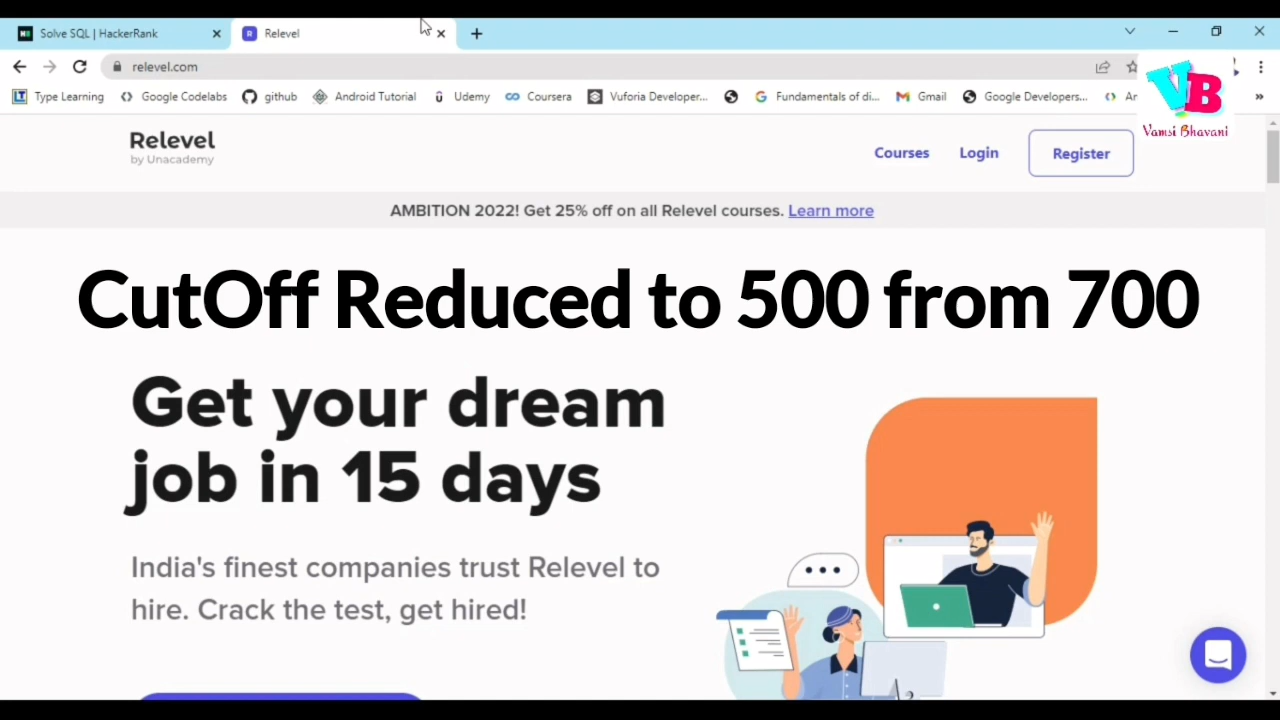 Solve SQL | HackerRank
Relevel
relevel.com
Type Learning
Google Codelabs
github
Android Tutorial
Udemy
Coursera
Vuforia Developer...
Fundamentals of di...
Gmail
Google Developers...
VB
Vamsi Bhavani
Relevel
by Unacademy
Courses
Login
Register
AMBITION 2022! Get 25% off on all Relevel courses. Learn more
CutOff Reduced to 500 from 700
Get your dream
job in 15 days
India's finest companies trust Relevel to
hire. Crack the test, get hired!